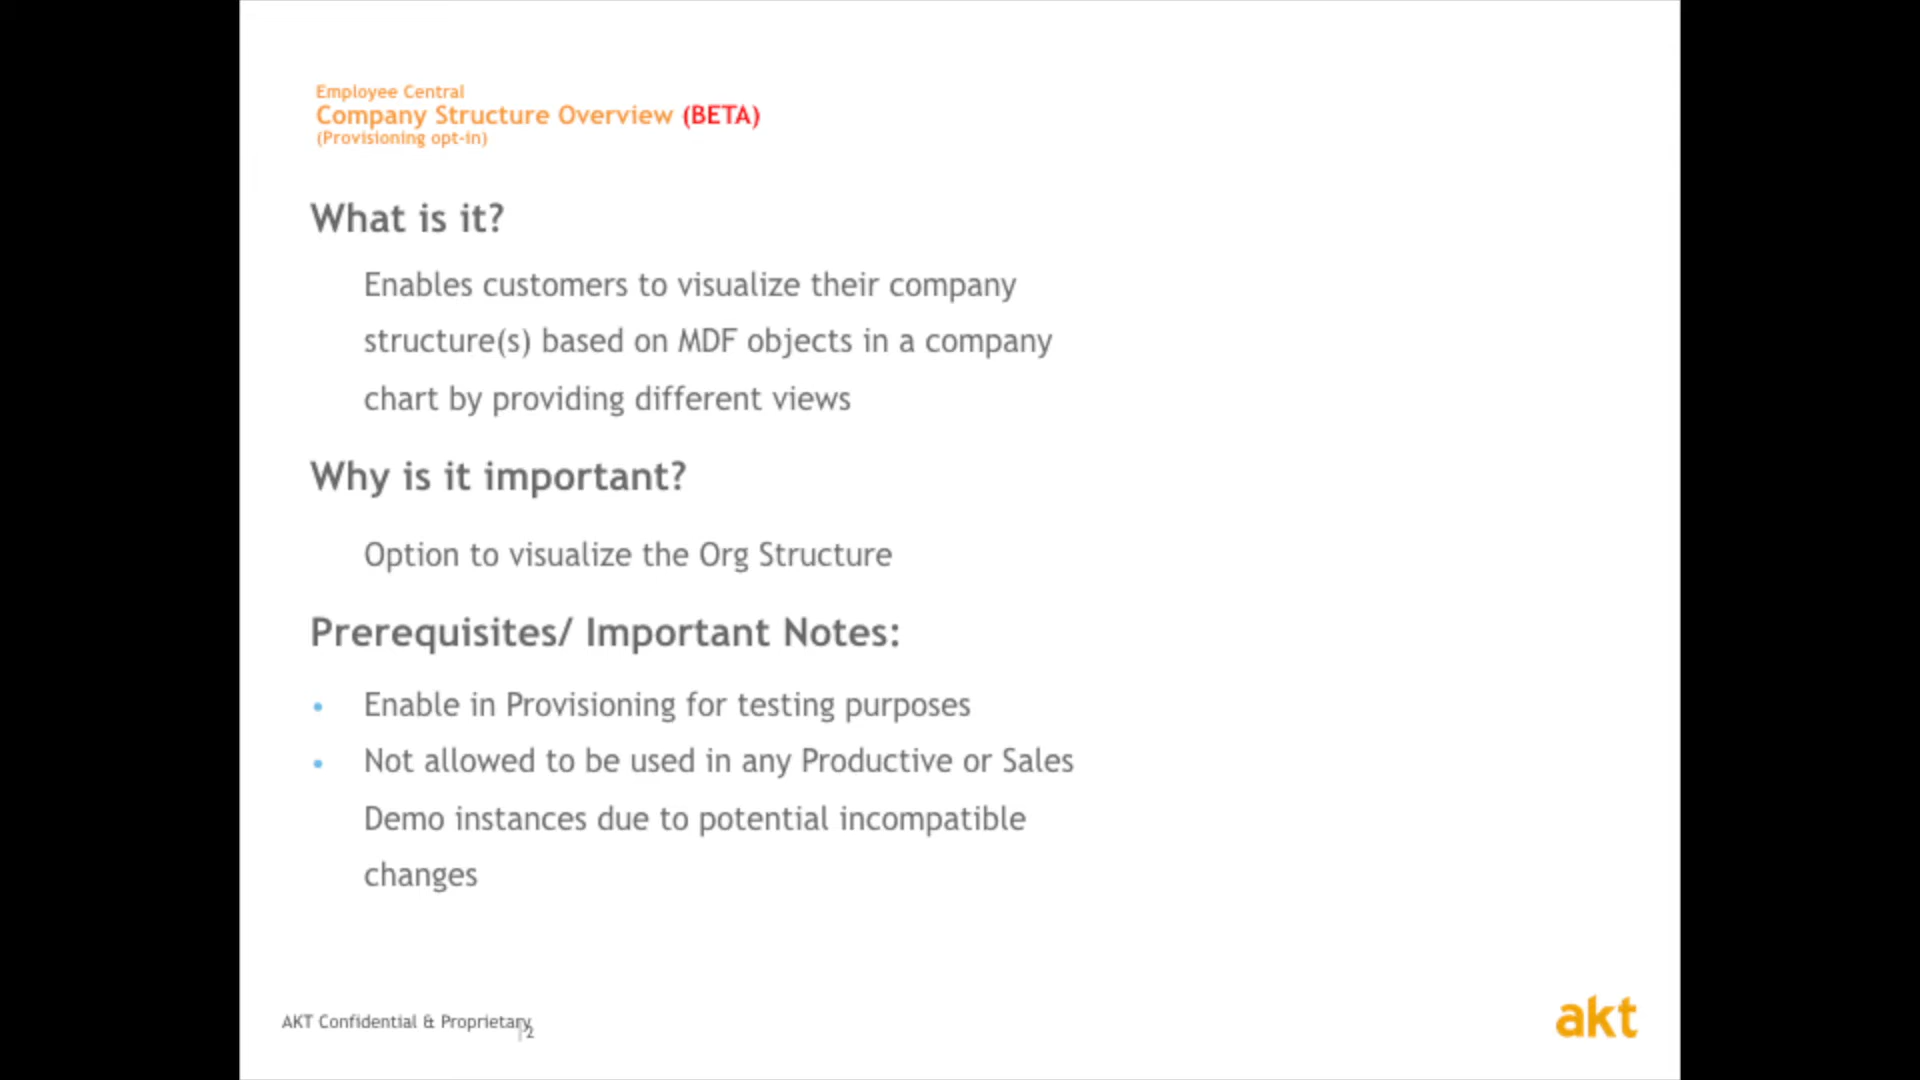 Employee Central
Company Structure Overview (BETA)
(Provisioning opt-in)
What is it?
Enables customers to visualize their company
structure(s) based on MDF objects in a company
chart by providing different views
Why is it important?
Option to visualize the Org Structure
Prerequisites/ Important Notes:
• Enable in Provisioning for testing purposes
• Not allowed to be used in any Productive or Sales
Demo instances due to potential incompatible
changes
AKT Confidential & Proprietary
|2
akt